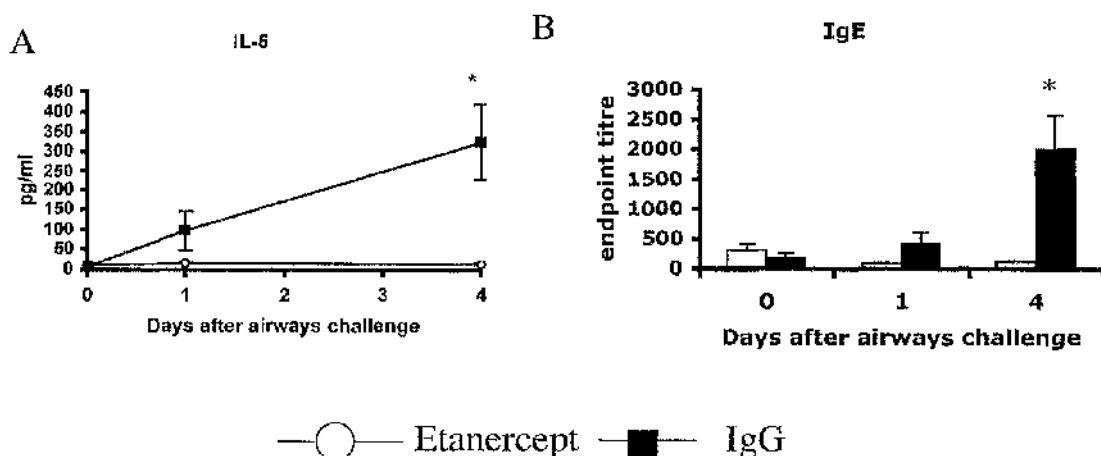 A
IL-5
*
450
400
350
300
250
200
150
100
50
0
pg/ml
0 1 2 3 4
Days after airways challenge
B
IgE
*
3000
2500
2000
1500
1000
500
0
endpoint titre
0 1 4
Days after airways challenge
Etanercept IgG